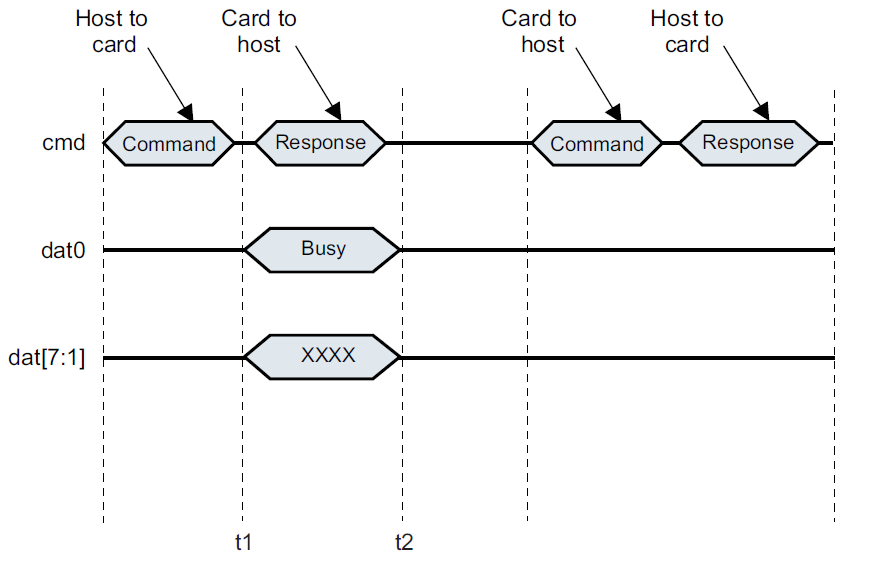 Host to
card
Card to
host
Card to
host
Host to
card
cmd
Command
Response
Command
Response
dat0
Busy
dat[7:1]
XXXX
t1
t2